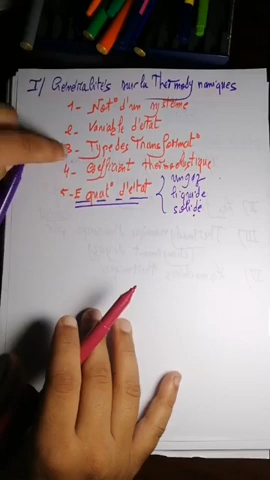 I/ Généralités sur la Thermodynamiques
1- Not° d'un système
2- Variable d'état
3- Type des Transformat°
4- Coéfficient thermoélastique
5- Equat° d'état { un gaz
liquide
solide